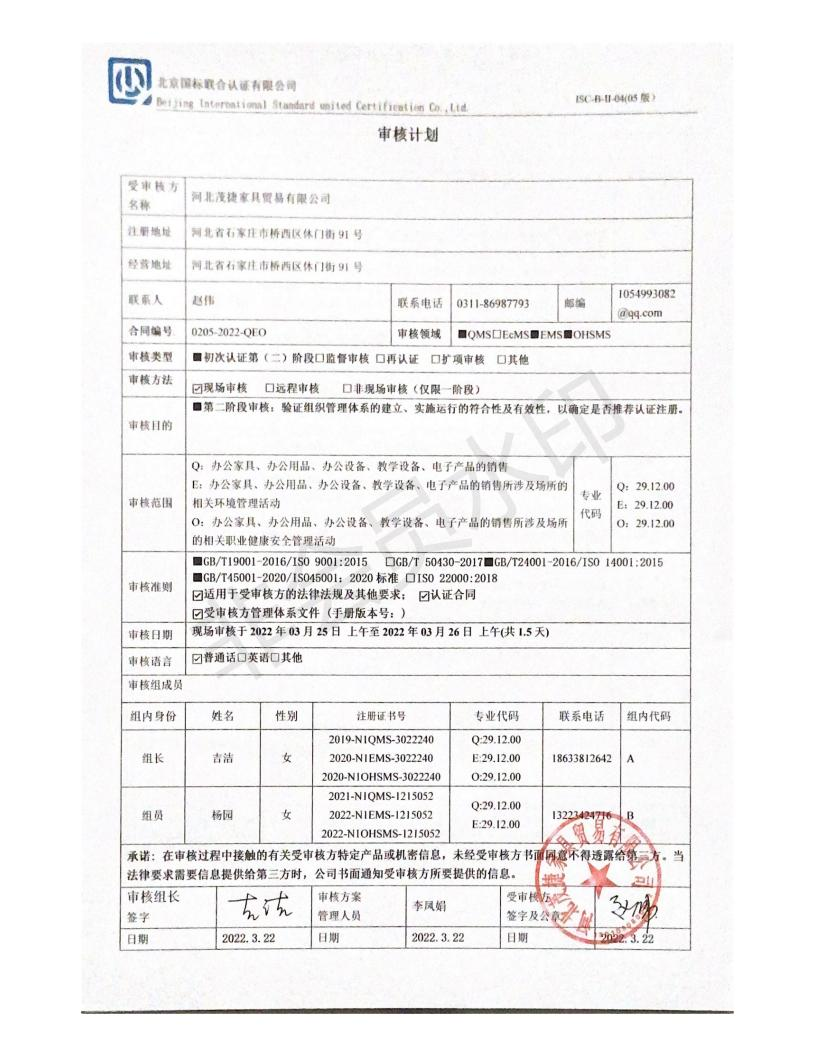 北京国标联合认证有限公司
Beijing International Standard united Certification Co.,Ltd.
ISC-B-II-04(05 版)
审核计划
受审核方名称 河北茂捷家具贸易有限公司
注册地址 河北省石家庄市桥西区休门街 91 号
经营地址 河北省石家庄市桥西区休门街 91 号
联系人 赵伟 联系电话 0311-86987793 邮编 1054993082@qq.com
合同编号 0205-2022-QEO 审核领域 ■QMS□EcMS■EMS■OHSMS
审核类型 ■初次认证第（二）阶段□监督审核 □再认证 □扩项审核 □其他
审核方法 ☑现场审核 □远程审核 □非现场审核（仅限一阶段）
审核目的 ■第二阶段审核：验证组织管理体系的建立、实施运行的符合性及有效性，以确定是否推荐认证注册。
审核范围
Q：办公家具、办公用品、办公设备、教学设备、电子产品的销售
E：办公家具、办公用品、办公设备、教学设备、电子产品的销售所涉及场所的
相关环境管理活动
O：办公家具、办公用品、办公设备、教学设备、电子产品的销售所涉及场所
的相关职业健康安全管理活动
专业代码
Q：29.12.00
E：29.12.00
O：29.12.00
审核准则
■GB/T19001-2016/ISO 9001:2015 □GB/T 50430-2017■GB/T24001-2016/ISO 14001:2015
■GB/T45001-2020/ISO45001：2020 标准 □ISO 22000:2018
☑适用于受审核方的法律法规及其他要求； ☑认证合同
☑受审核方管理体系文件（手册版本号：）
审核日期 现场审核于 2022 年 03 月 25 日 上午至 2022 年 03 月 26 日 上午(共 1.5 天)
审核语言 ☑普通话□英语□其他
审核组成员
组内身份 姓名 性别 注册证书号 专业代码 联系电话 组内代码
组长 吉洁 女
2019-N1QMS-3022240 Q:29.12.00
2020-N1EMS-3022240 E:29.12.00 18633812642 A
2020-N1OHSMS-3022240 O:29.12.00
组员 杨园 女
2021-N1QMS-1215052 Q:29.12.00
2022-N1EMS-1215052 E:29.12.00 13223424716 B
2022-N1OHSMS-1215052
承诺：在审核过程中接触的有关受审核方特定产品或机密信息，未经受审核方书面同意不得透露给第三方。当
法律要求需要信息提供给第三方时，公司书面通知受审核方所要提供的信息。
审核组长签字 吉洁 审核方案管理人员 李凤娟 受审核方签字及公章 赵伟
日期 2022.3.22 日期 2022.3.22 日期 2022.3.22
河北茂捷家具贸易有限公司
非会员水印